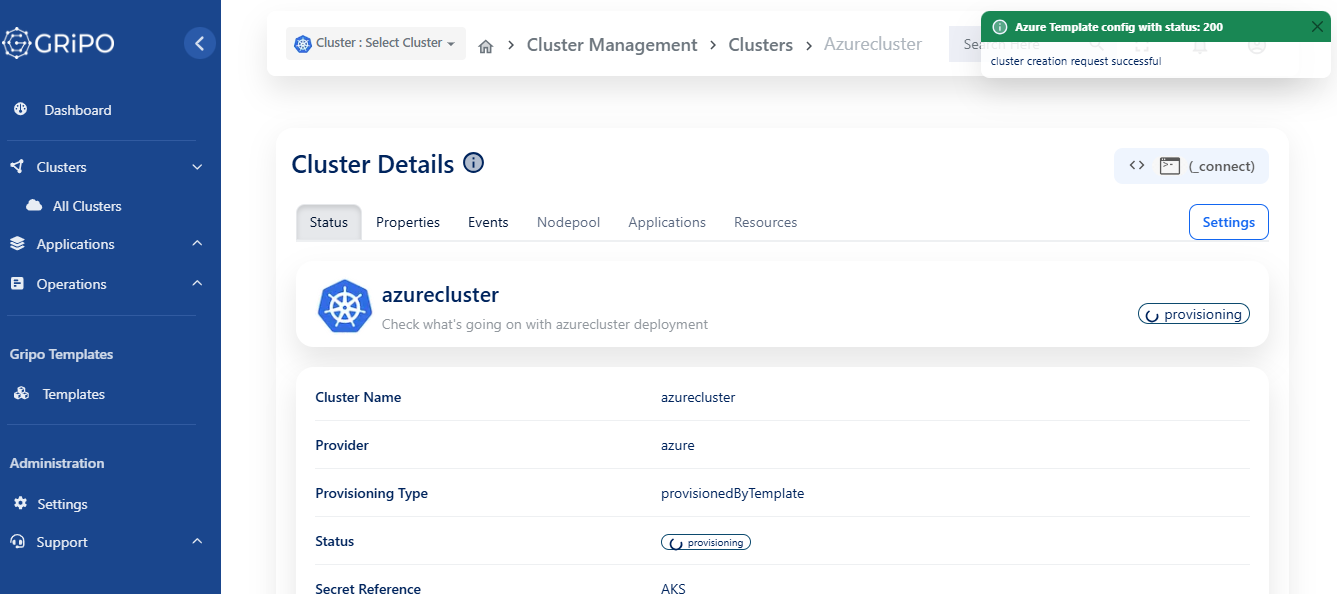 GRiPO
Dashboard
Clusters
All Clusters
Applications
Operations
Gripo Templates
Templates
Administration
Settings
Support
Cluster : Select Cluster
Cluster Management
Clusters
Azurecluster
Search Here
Azure Template config with status: 200
cluster creation request successful
Cluster Details
(_connect)
Status Properties Events Nodepool Applications Resources
Settings
azurecluster
Check what's going on with azurecluster deployment
provisioning
Cluster Name azurecluster
Provider azure
Provisioning Type provisionedByTemplate
Status provisioning
Secret Reference AKS